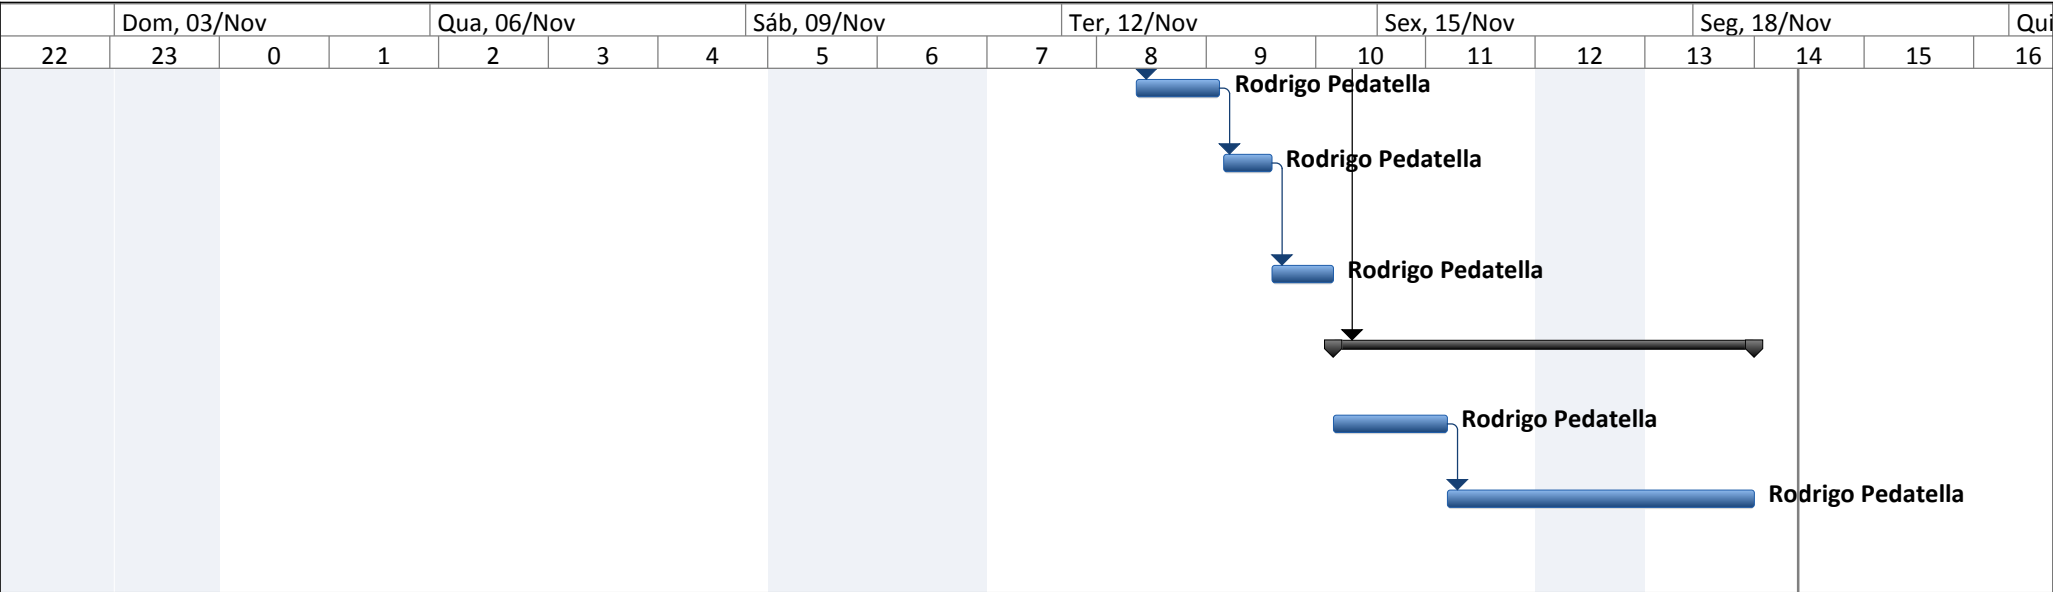 Dom, 03/Nov Qua, 06/Nov Sáb, 09/Nov Ter, 12/Nov Sex, 15/Nov Seg, 18/Nov Qui
22 23 0 1 2 3 4 5 6 7 8 9 10 11 12 13 14 15 16
Rodrigo Pedatella
Rodrigo Pedatella
Rodrigo Pedatella
Rodrigo Pedatella
Rodrigo Pedatella